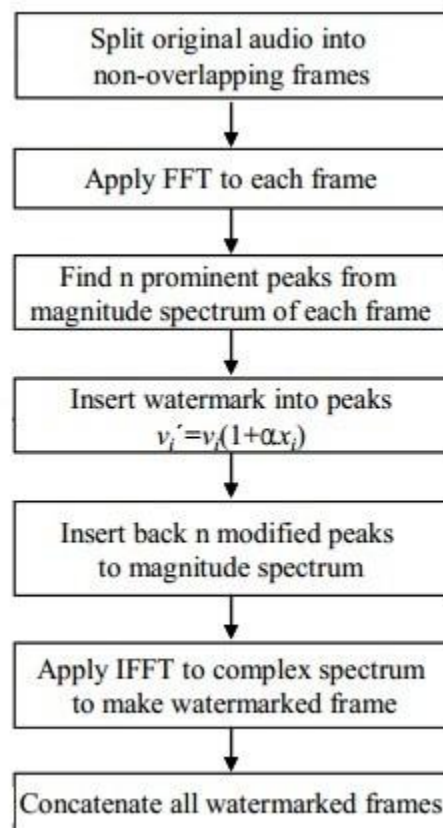 Split original audio into
non-overlapping frames
Apply FFT to each frame
Find n prominent peaks from
magnitude spectrum of each frame
Insert watermark into peaks
vᵢ´=vᵢ(1+αxᵢ)
Insert back n modified peaks
to magnitude spectrum
Apply IFFT to complex spectrum
to make watermarked frame
Concatenate all watermarked frames